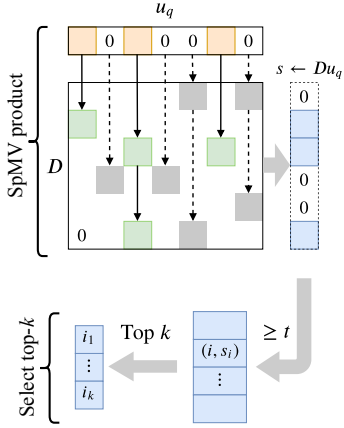 u_q
0 0 0 0
SpMV product
s ← Du_q
D
0
0
0
0
Select top-k
i_1
⋮
i_k
Top k
(i, s_i)
⋮
≥ t